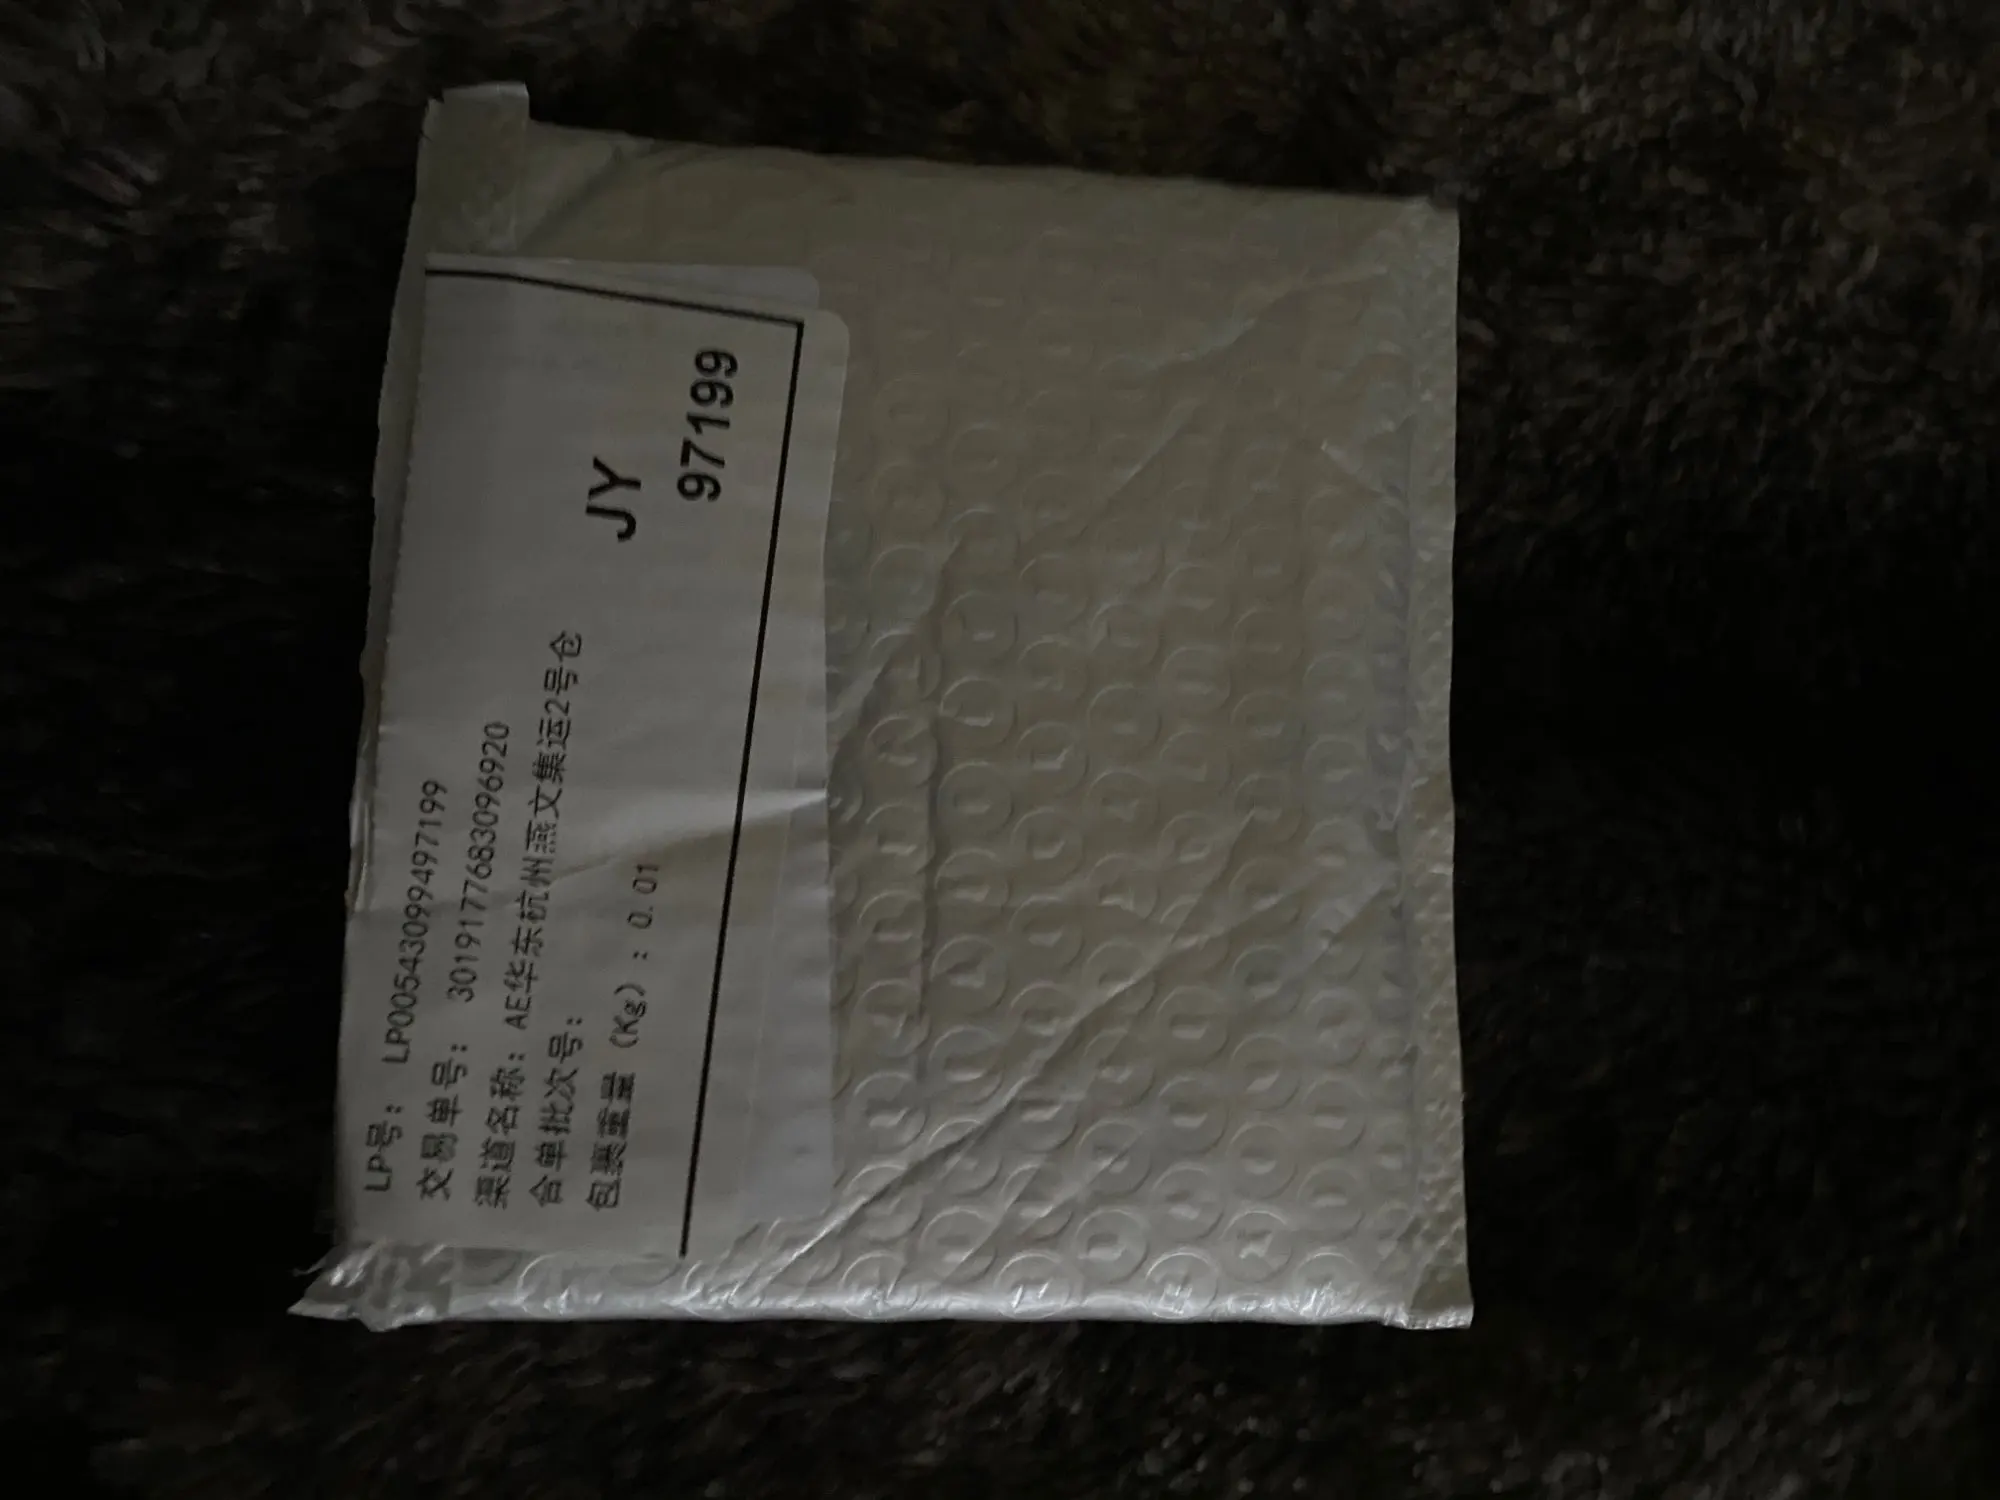 LP号: LP00543099497199
交易单号: 3019177683096920
渠道名称: AE华东杭州燕文集运2号仓
合单批次号:
包裹重量 (Kg) : 0.01
JY
97199